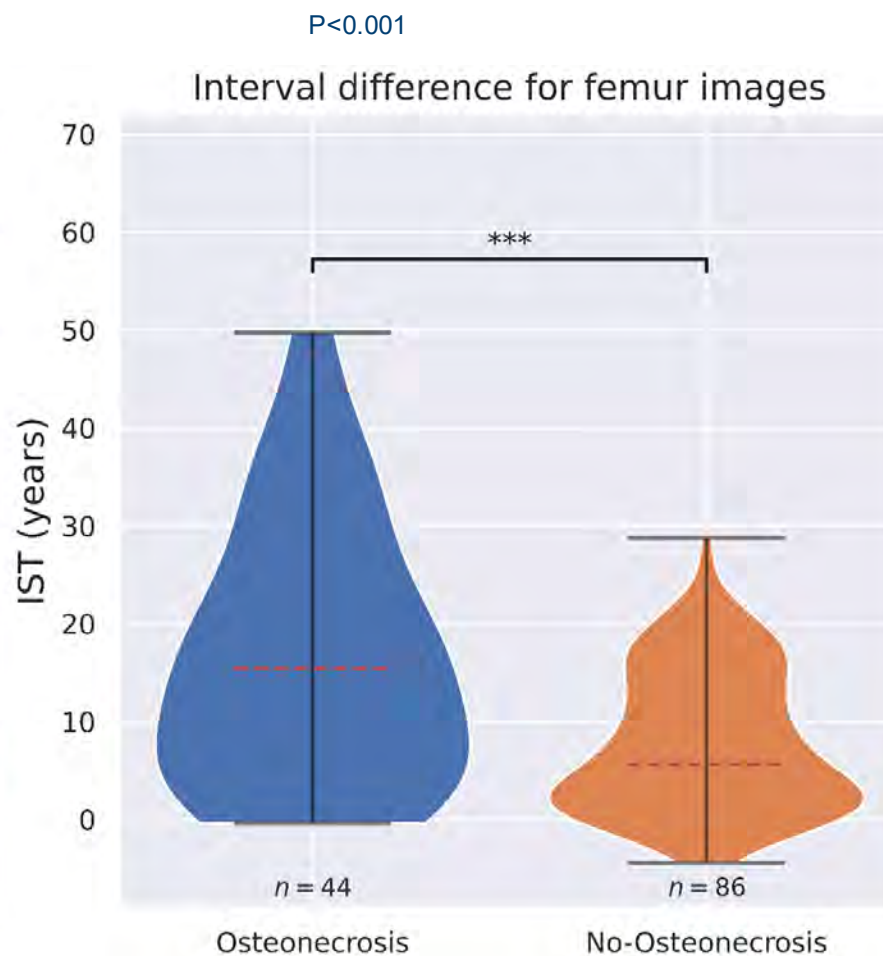 P<0.001
Interval difference for femur images
70
60
***
50
40
30
20
10
0
IST (years)
n = 44
n = 86
Osteonecrosis
No-Osteonecrosis